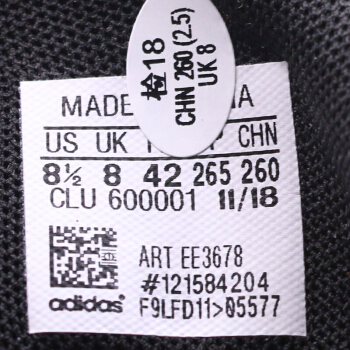 检18
CHN 260 (2.5)
UK 8
MADE
US UK CHN
8½ 8 42 265 260
CLU 600001 11/18
ART EE3678
#121584204
adidas F9LFD11>05577